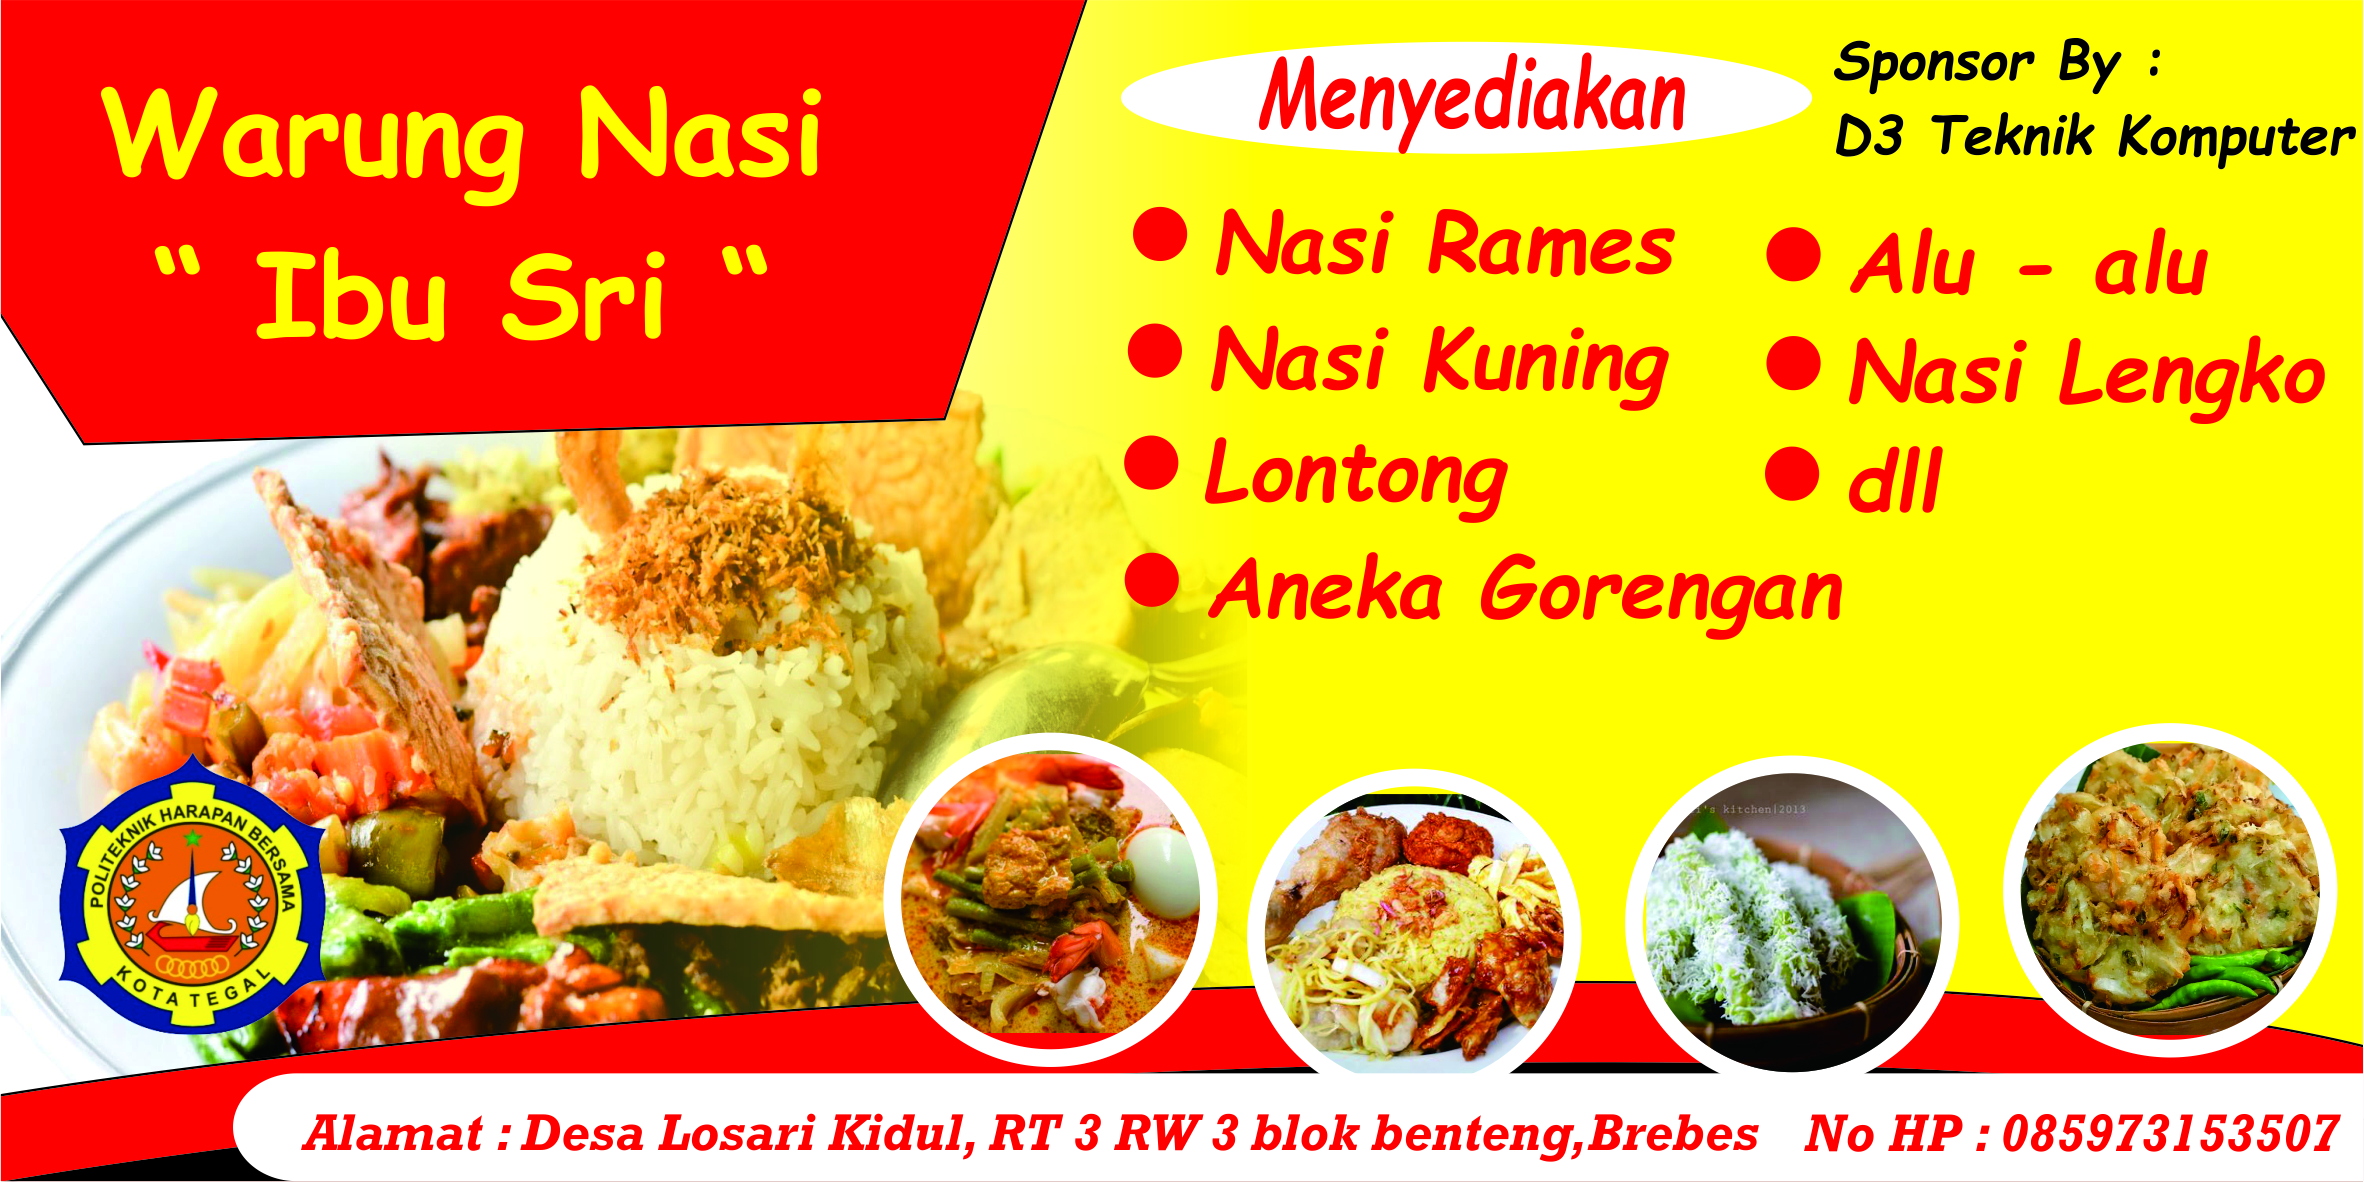 Warung Nasi
“ Ibu Sri “
Menyediakan
Sponsor By :
D3 Teknik Komputer
Nasi Rames
Nasi Kuning
Lontong
Aneka Gorengan
Alu - alu
Nasi Lengko
dll
POLITEKNIK HARAPAN BERSAMA
KOTA TEGAL
's kitchen|2013
Alamat : Desa Losari Kidul, RT 3 RW 3 blok benteng,Brebes No HP : 085973153507